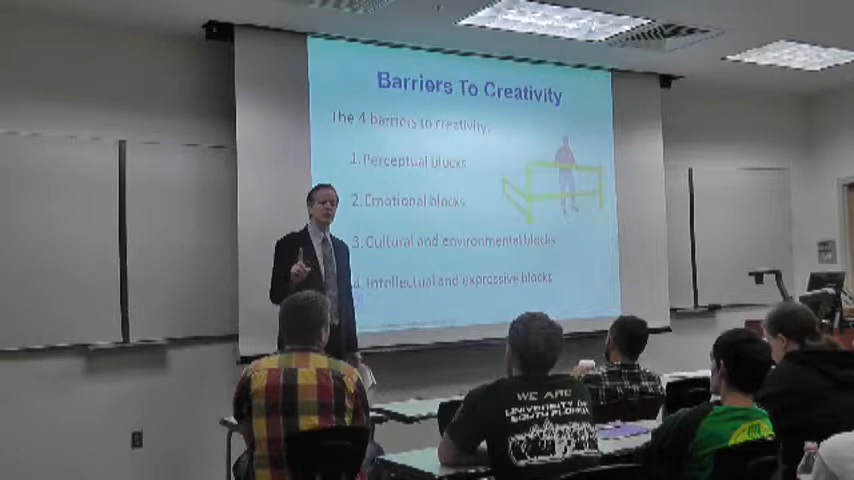 Barriers To Creativity
The 4 barriers to creativity.
1. Perceptual blocks
2. Emotional blocks
3. Cultural and environmental blocks
4. Intellectual and expressive blocks
WE ARE
UNIVERSITY OF
SOUTH FLORIDA